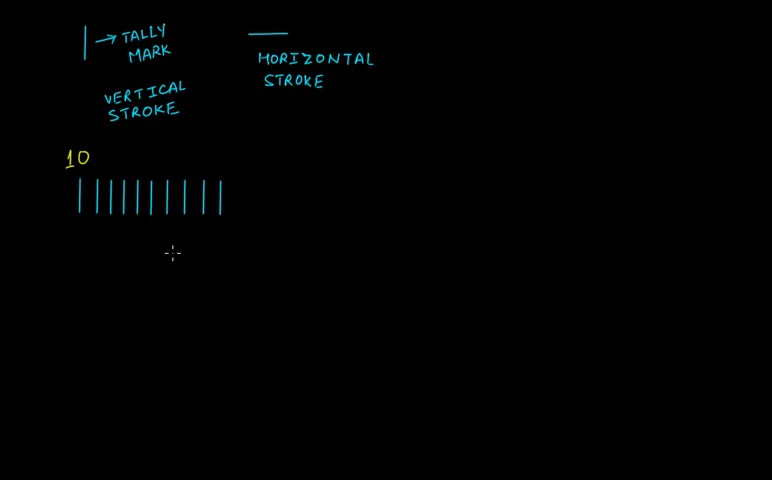 TALLY
MARK
VERTICAL
STROKE
HORIZONTAL
STROKE
10